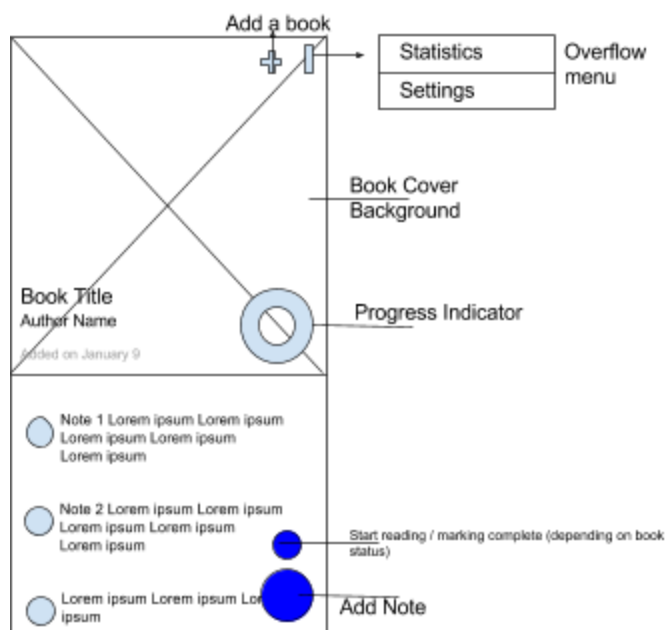 Add a book
Statistics
Settings
Overflow
menu
Book Cover
Background
Book Title
Author Name
Added on January 9
Progress Indicator
Note 1 Lorem ipsum Lorem ipsum
Lorem ipsum Lorem ipsum
Lorem ipsum
Note 2 Lorem ipsum Lorem ipsum
Lorem ipsum Lorem ipsum
Lorem ipsum
Start reading / marking complete (depending on book
status)
Lorem ipsum Lorem ipsum Lor
ipsum
Add Note